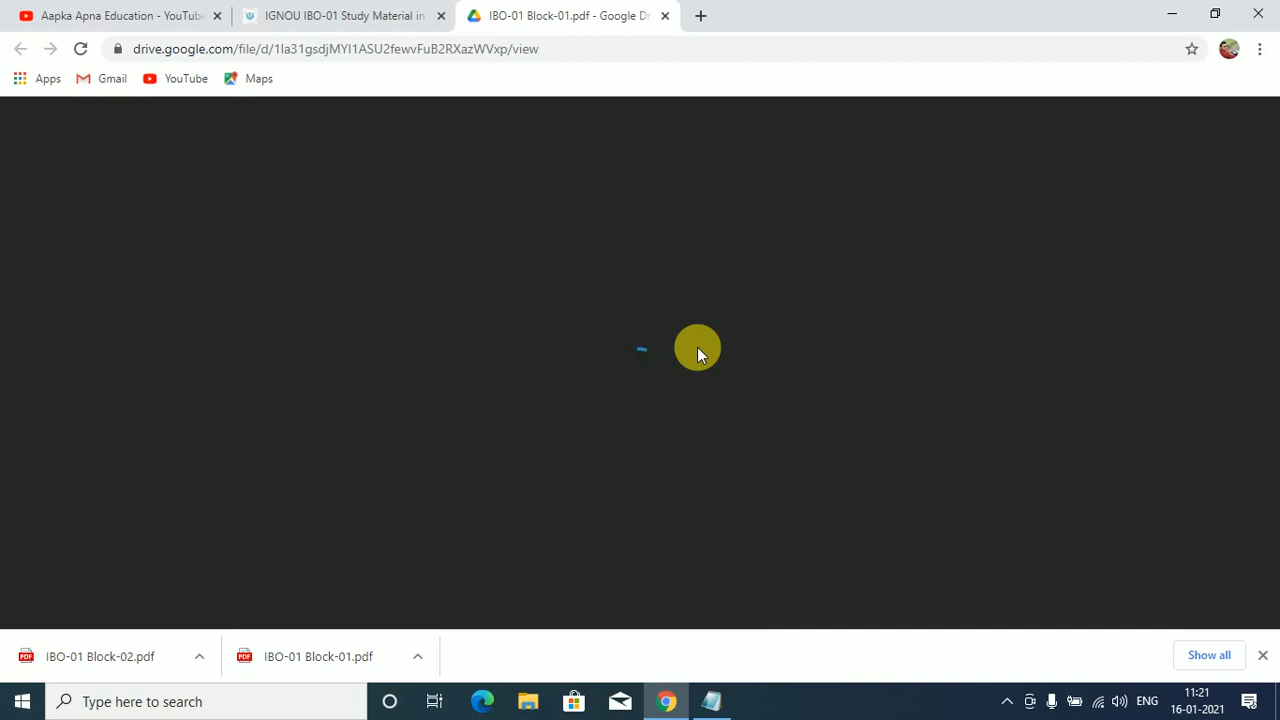 Aapka Apna Education - YouTube
IGNOU IBO-01 Study Material in
IBO-01 Block-01.pdf - Google Dr
drive.google.com/file/d/1la31gsdjMYl1ASU2fewvFuB2RXazWVxp/view
Apps
Gmail
YouTube
Maps
IBO-01 Block-02.pdf
IBO-01 Block-01.pdf
Show all
Type here to search
ENG
11:21
16-01-2021